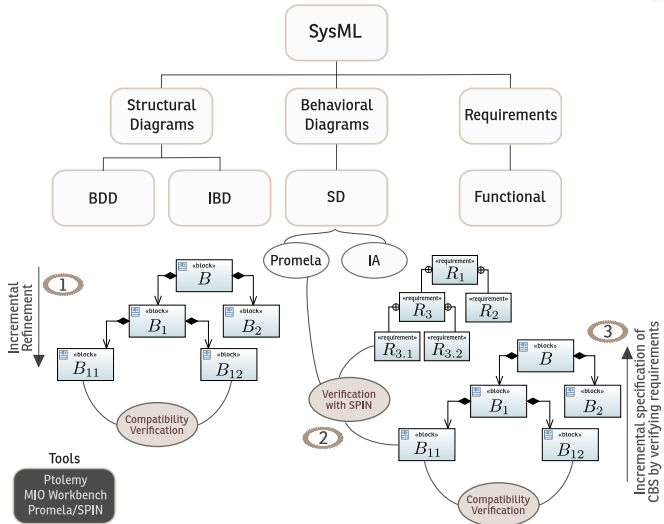 SysML
Structural
Diagrams
Behavioral
Diagrams
Requirements
BDD
IBD
SD
Functional
Promela
IA
1
Incremental
Refinement
«block»
B
«block»
B1
«block»
B2
«block»
B11
«block»
B12
Compatibility
Verification
«requirement»
R1
«requirement»
R3
«requirement»
R2
«requirement»
R3.1
«requirement»
R3.2
Verification
with SPIN
2
3
«block»
B
«block»
B1
«block»
B2
«block»
B11
«block»
B12
Compatibility
Verification
Incremental specification of
CBS by verifying requirements
Tools
Ptolemy
MIO Workbench
Promela/SPIN